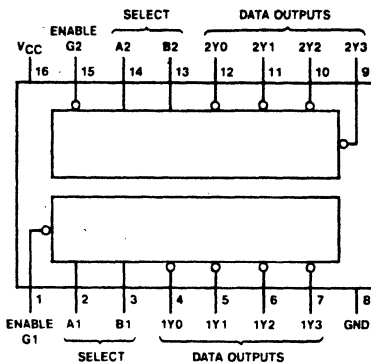 SELECT DATA OUTPUTS
ENABLE
VCC G2 A2 B2 2Y0 2Y1 2Y2 2Y3
16 15 14 13 12 11 10 9
1 2 3 4 5 6 7 8
ENABLE A1 B1 1Y0 1Y1 1Y2 1Y3 GND
G1
SELECT DATA OUTPUTS